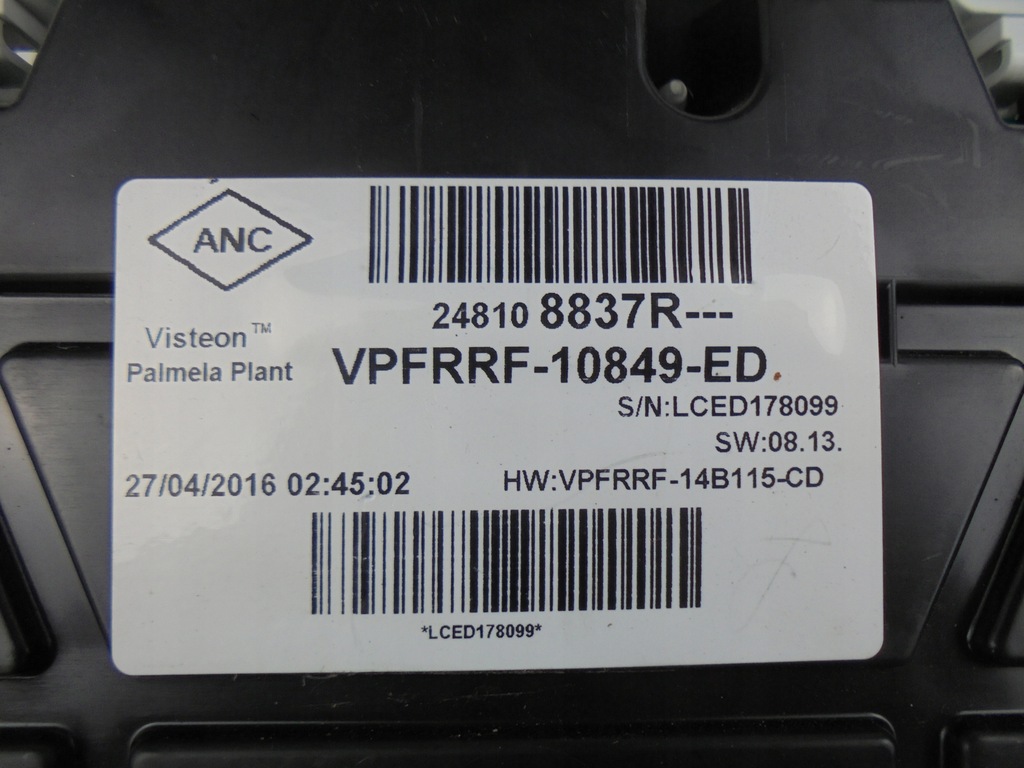 ANC
24810 8837R---
Visteon™
Palmela Plant
VPFRRF-10849-ED
S/N:LCED178099
SW:08.13.
27/04/2016 02:45:02
HW:VPFRRF-14B115-CD
*LCED178099*